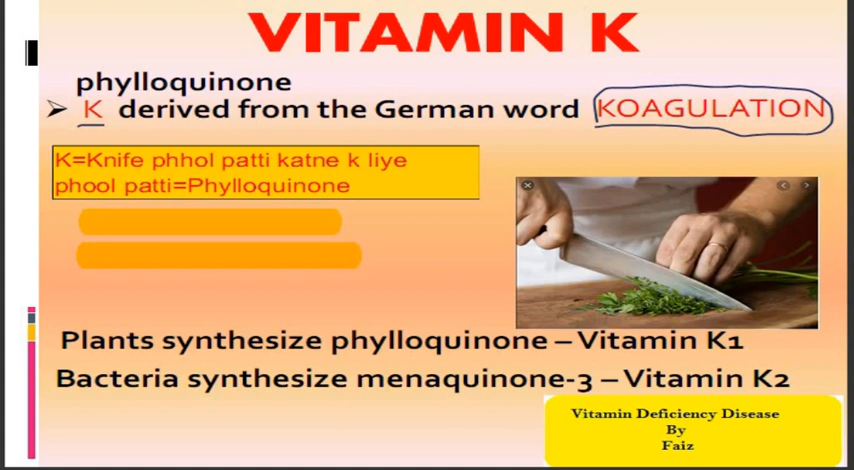 VITAMIN K
phylloquinone
K derived from the German word KOAGULATION
K=Knife phhol patti katne k liye
phool patti=Phylloquinone
Plants synthesize phylloquinone – Vitamin K1
Bacteria synthesize menaquinone-3 – Vitamin K2
Vitamin Deficiency Disease
By
Faiz